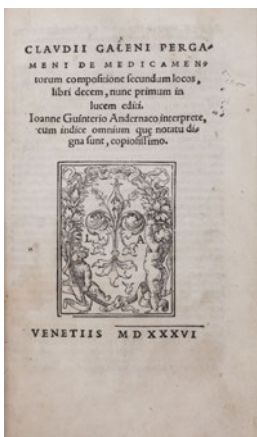 CLAVDII GALENI PERGA-
MENI DE MEDICAMEN-
torum compositione secundum locos,
libri decem, nunc primum in
lucem editi.
Ioanne Guinterio Andernaco interprete,
cum indice omnium quę notatu di-
gna sunt, copiosissimo.
L A
VENETIIS M D XXXVI